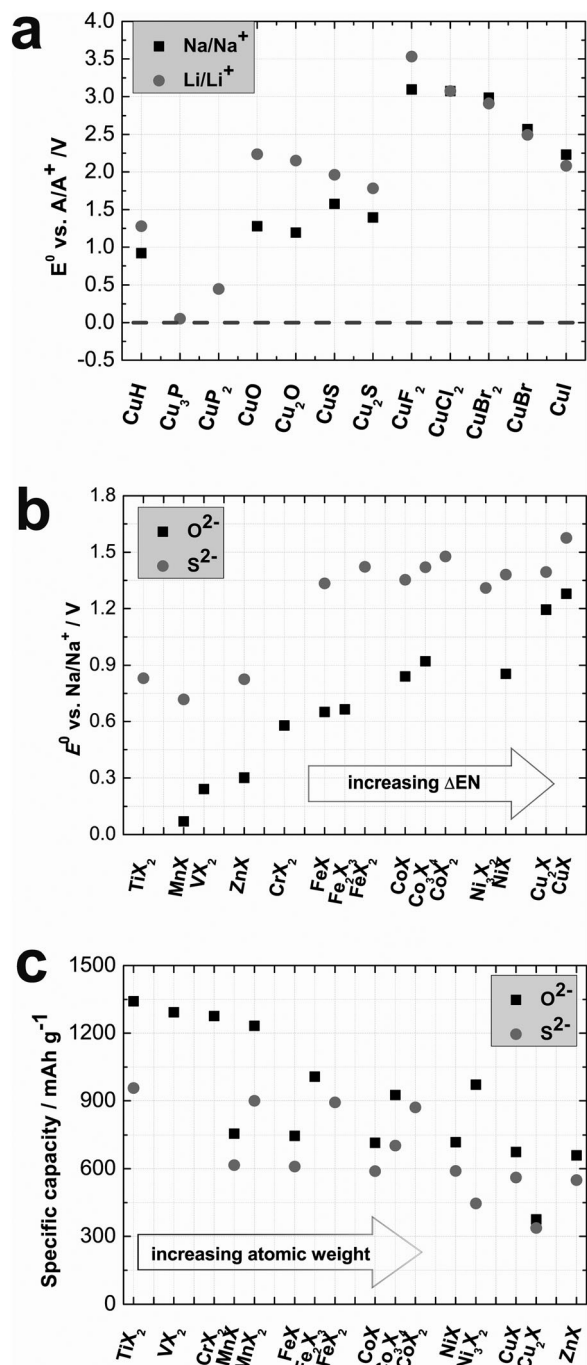 a
Na/Na⁺
Li/Li⁺
E⁰ vs. A/A⁺ /V
4.0
3.5
3.0
2.5
2.0
1.5
1.0
0.5
0.0
-0.5
CuH
Cu₃P
CuP₂
CuO
Cu₂O
CuS
Cu₂S
CuF₂
CuCl₂
CuBr₂
CuBr
CuI
b
O²⁻
S²⁻
E⁰ vs. Na/Na⁺ / V
1.8
1.5
1.2
0.9
0.6
0.3
0.0
increasing ΔEN
TiX₂
MnX
VX₂
ZnX
CrX₂
FeX
Fe₂X₃
FeX₂
CoX
Co₃X₄
CoX₂
Ni₃X₂
NiX
Cu₂X
CuX
c
O²⁻
S²⁻
Specific capacity / mAh g⁻¹
1500
1200
900
600
300
0
increasing atomic weight
TiX₂
VX₂
CrX₂
MnX
MnX₂
FeX
Fe₂X₃
FeX₂
CoX
Co₃X₄
CoX₂
NiX
Ni₃X₂
CuX
Cu₂X
ZnX